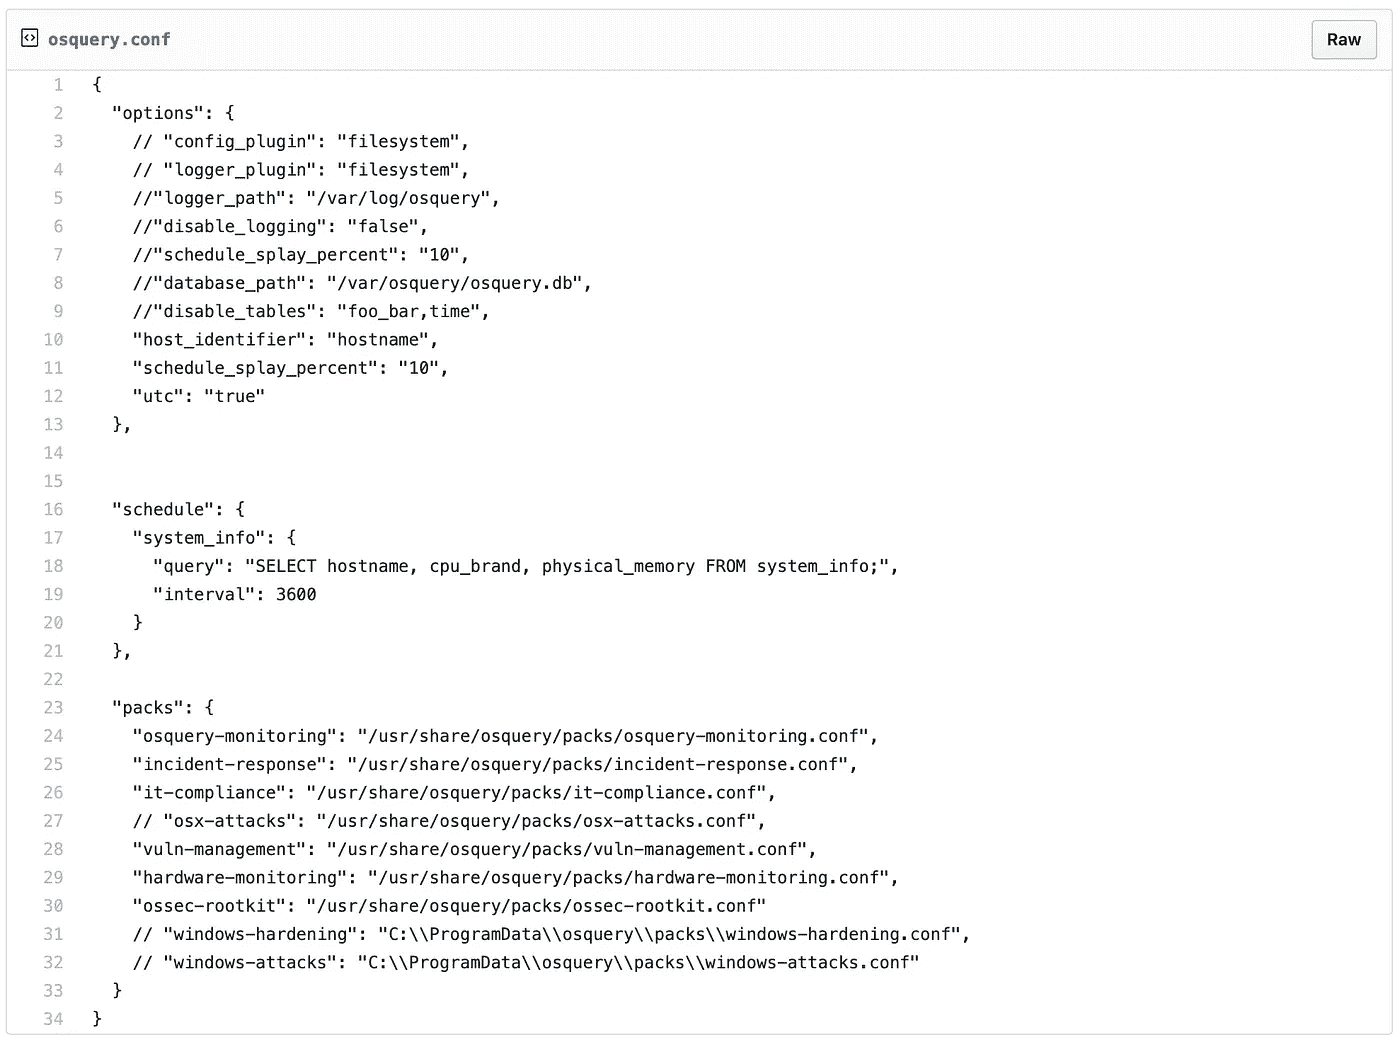 osquery.conf
Raw
1 {
2   "options": {
3     // "config_plugin": "filesystem",
4     // "logger_plugin": "filesystem",
5     //"logger_path": "/var/log/osquery",
6     //"disable_logging": "false",
7     //"schedule_splay_percent": "10",
8     //"database_path": "/var/osquery/osquery.db",
9     //"disable_tables": "foo_bar,time",
10     "host_identifier": "hostname",
11     "schedule_splay_percent": "10",
12     "utc": "true"
13   },
14
15
16   "schedule": {
17     "system_info": {
18       "query": "SELECT hostname, cpu_brand, physical_memory FROM system_info;",
19       "interval": 3600
20     }
21   },
22
23   "packs": {
24     "osquery-monitoring": "/usr/share/osquery/packs/osquery-monitoring.conf",
25     "incident-response": "/usr/share/osquery/packs/incident-response.conf",
26     "it-compliance": "/usr/share/osquery/packs/it-compliance.conf",
27     // "osx-attacks": "/usr/share/osquery/packs/osx-attacks.conf",
28     "vuln-management": "/usr/share/osquery/packs/vuln-management.conf",
29     "hardware-monitoring": "/usr/share/osquery/packs/hardware-monitoring.conf",
30     "ossec-rootkit": "/usr/share/osquery/packs/ossec-rootkit.conf"
31     // "windows-hardening": "C:\\ProgramData\\osquery\\packs\\windows-hardening.conf",
32     // "windows-attacks": "C:\\ProgramData\\osquery\\packs\\windows-attacks.conf"
33   }
34 }